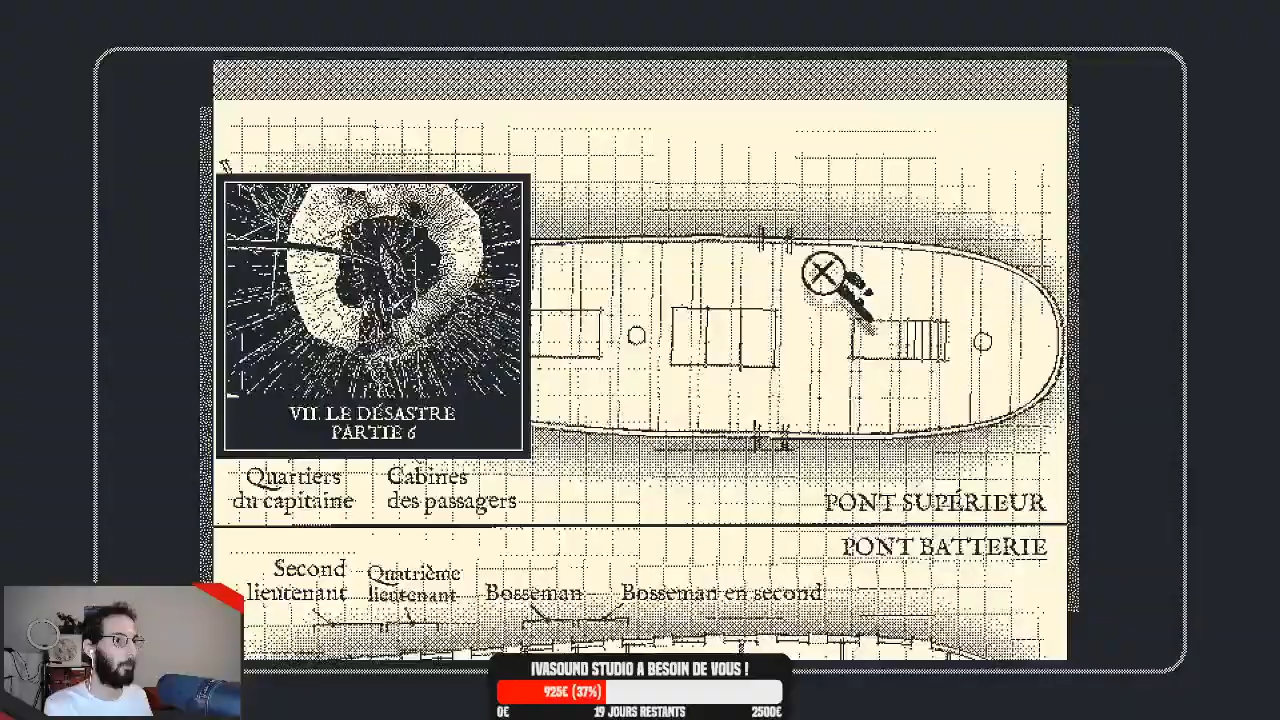 VII. LE DÉSASTRE
PARTIE 6
Quartiers
du capitaine
Cabines
des passagers
PONT SUPÉRIEUR
PONT BATTERIE
Second
lieutenant
Quatrième
lieutenant
Bosseman
Bosseman en second
IVASOUND STUDIO A BESOIN DE VOUS !
925€ (37%)
0€ 19 JOURS RESTANTS 2500€